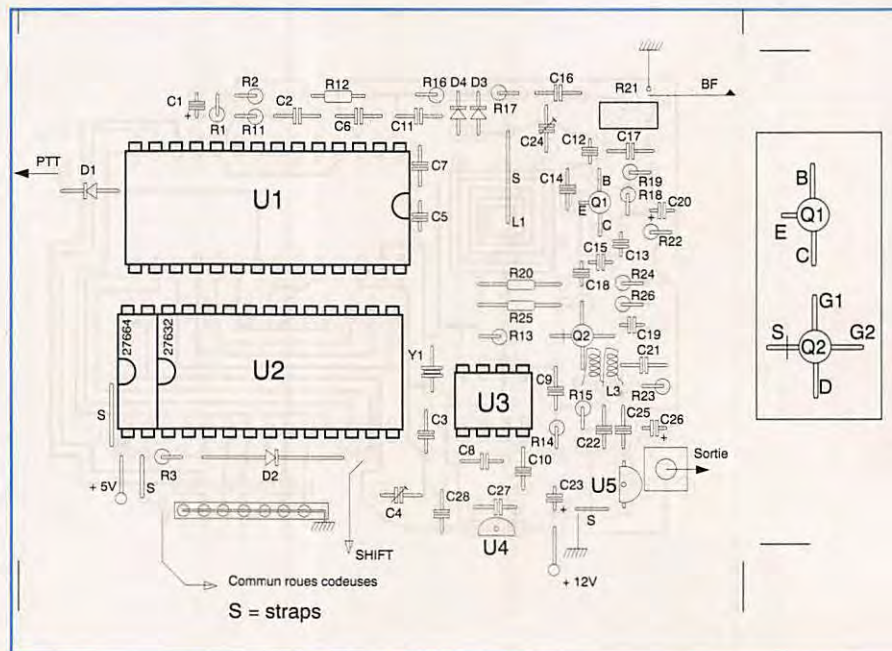 R2
R12
R16
D4
D3
C16
R21
BF
C1
+
R1
R11
C2
C6
C11
R17
C24
C12
C17
PTT
D1
U1
C7
C5
S
L1
C14
B
E
Q1
C
R19
R18
C20
+
R22
C13
C15
C18
R24
R26
R20
R25
R13
Q2
C19
C21
B
Q1
E
C
G1
S
Q2
G2
D
27664
27632
U2
Y1
U3
C9
L3
R15
R23
S
C3
R14
C22
C25
C26
+
R3
D2
C8
C10
U5
Sortie
+ 5V
S
C4
C28
C27
C23
+
S
U4
SHIFT
+ 12V
Commun roues codeuses
S = straps